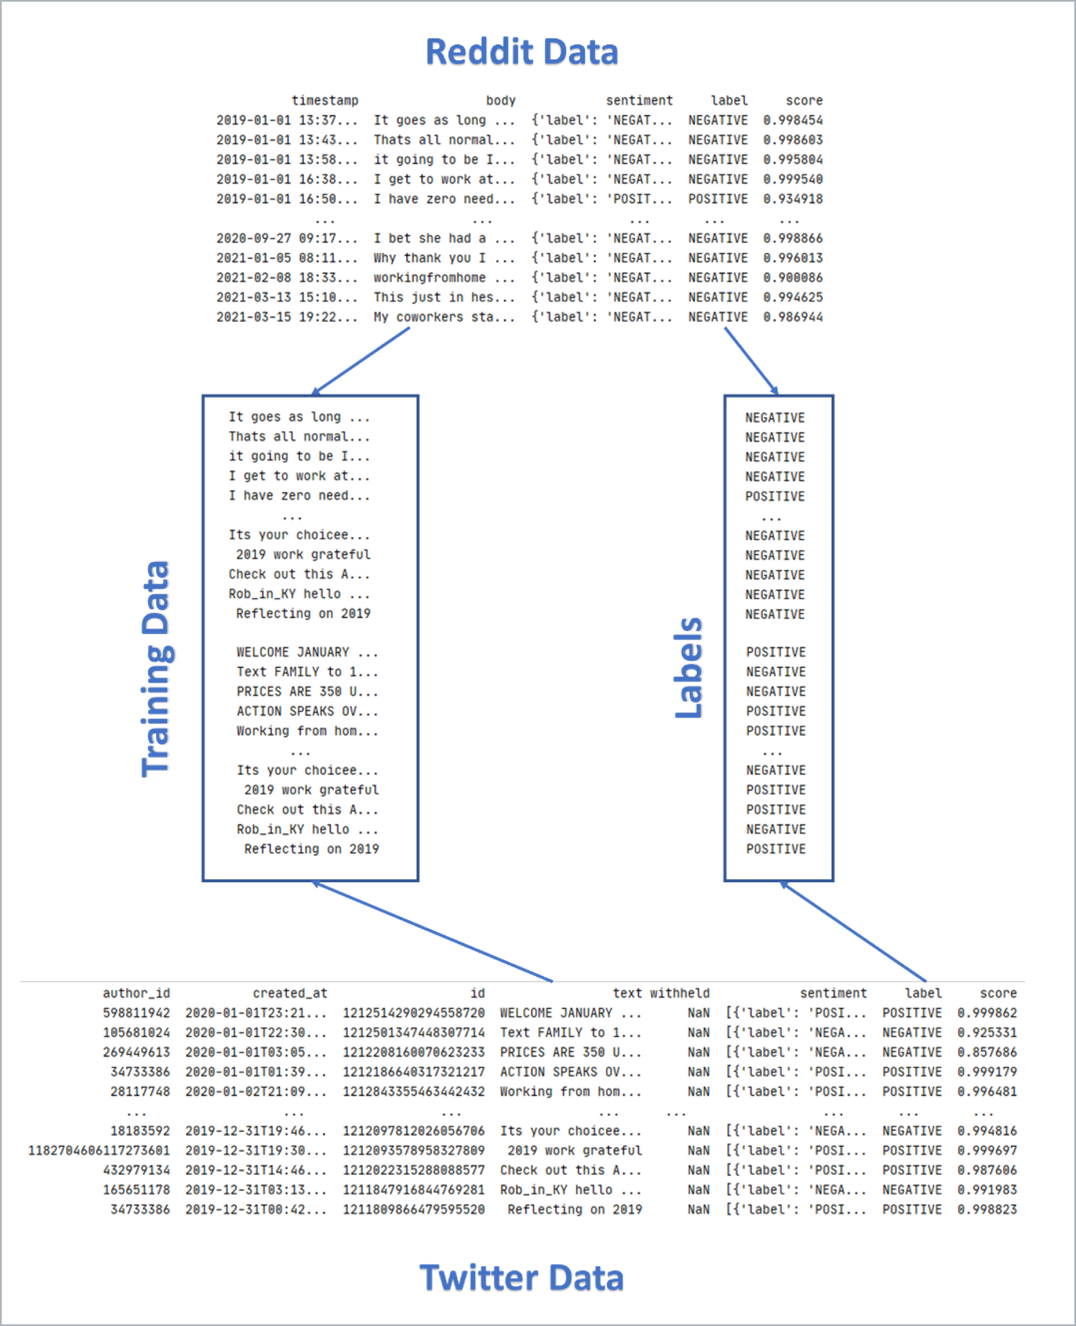 Reddit Data
timestamp body sentiment label score
2019-01-01 13:37... It goes as long ... {'label': 'NEGAT... NEGATIVE 0.998454
2019-01-01 13:43... Thats all normal... {'label': 'NEGAT... NEGATIVE 0.998603
2019-01-01 13:58... it going to be I... {'label': 'NEGAT... NEGATIVE 0.995804
2019-01-01 16:38... I get to work at... {'label': 'NEGAT... NEGATIVE 0.999540
2019-01-01 16:50... I have zero need... {'label': 'POSIT... POSITIVE 0.934918
... ... ... ... ...
2020-09-27 09:17... I bet she had a ... {'label': 'NEGAT... NEGATIVE 0.998866
2021-01-05 08:11... Why thank you I ... {'label': 'NEGAT... NEGATIVE 0.996013
2021-02-08 18:33... workingfromhome ... {'label': 'NEGAT... NEGATIVE 0.900086
2021-03-13 15:10... This just in hes... {'label': 'NEGAT... NEGATIVE 0.994625
2021-03-15 19:22... My coworkers sta... {'label': 'NEGAT... NEGATIVE 0.986944
Training Data
It goes as long ...
Thats all normal...
it going to be I...
I get to work at...
I have zero need...
...
Its your choicee...
2019 work grateful
Check out this A...
Rob_in_KY hello ...
Reflecting on 2019
WELCOME JANUARY ...
Text FAMILY to 1...
PRICES ARE 350 U...
ACTION SPEAKS OV...
Working from hom...
...
Its your choicee...
2019 work grateful
Check out this A...
Rob_in_KY hello ...
Reflecting on 2019
Labels
NEGATIVE
NEGATIVE
NEGATIVE
NEGATIVE
POSITIVE
...
NEGATIVE
NEGATIVE
NEGATIVE
NEGATIVE
NEGATIVE
POSITIVE
NEGATIVE
NEGATIVE
POSITIVE
POSITIVE
...
NEGATIVE
POSITIVE
POSITIVE
NEGATIVE
POSITIVE
author_id created_at id text withheld sentiment label score
598811942 2020-01-01T23:21... 1212514290294558720 WELCOME JANUARY ... NaN [{'label': 'POSI... POSITIVE 0.999862
105681024 2020-01-01T22:30... 1212501347448307714 Text FAMILY to 1... NaN [{'label': 'NEGA... NEGATIVE 0.925331
269449613 2020-01-01T03:05... 1212208160070623233 PRICES ARE 350 U... NaN [{'label': 'NEGA... NEGATIVE 0.857686
34733386 2020-01-01T01:39... 1212186640317321217 ACTION SPEAKS OV... NaN [{'label': 'POSI... POSITIVE 0.999179
28117748 2020-01-02T21:09... 1212843355463442432 Working from hom... NaN [{'label': 'POSI... POSITIVE 0.996481
... ... ... ... ... ... ... ...
18183592 2019-12-31T19:46... 1212097812026056706 Its your choicee... NaN [{'label': 'NEGA... NEGATIVE 0.994816
1182704606117273601 2019-12-31T19:30... 1212093578958327809 2019 work grateful NaN [{'label': 'POSI... POSITIVE 0.999697
432979134 2019-12-31T14:46... 1212022315288088577 Check out this A... NaN [{'label': 'POSI... POSITIVE 0.987606
165651178 2019-12-31T03:13... 1211847916844769281 Rob_in_KY hello ... NaN [{'label': 'NEGA... NEGATIVE 0.991983
34733386 2019-12-31T00:42... 1211809866479595520 Reflecting on 2019 NaN [{'label': 'POSI... POSITIVE 0.998823
Twitter Data